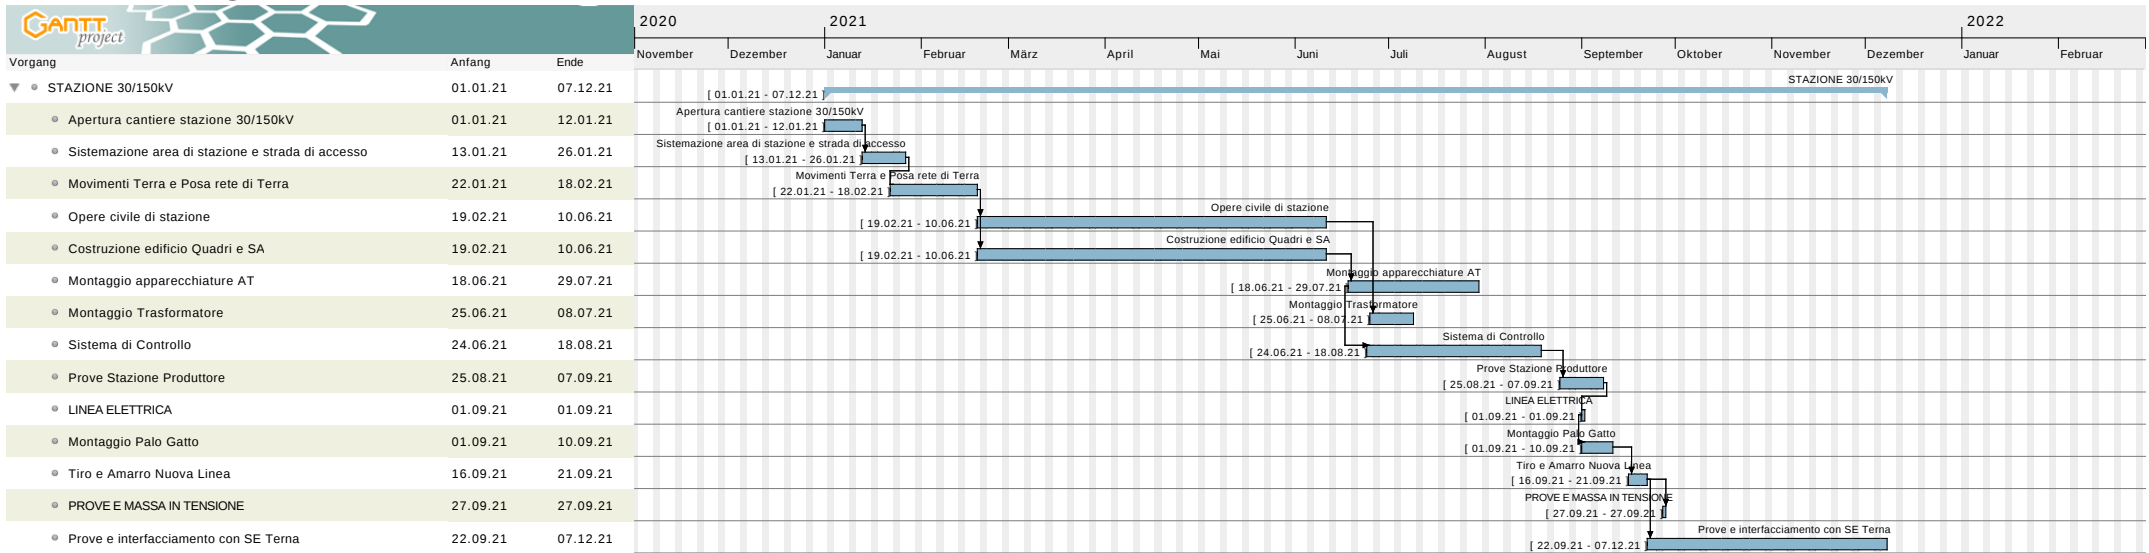 GANTT
project
2020
2021
2022
November
Dezember
Januar
Februar
März
April
Mai
Juni
Juli
August
September
Oktober
November
Dezember
Januar
Februar
Vorgang Anfang Ende
STAZIONE 30/150kV 01.01.21 07.12.21
Apertura cantiere stazione 30/150kV 01.01.21 12.01.21
Sistemazione area di stazione e strada di accesso 13.01.21 26.01.21
Movimenti Terra e Posa rete di Terra 22.01.21 18.02.21
Opere civile di stazione 19.02.21 10.06.21
Costruzione edificio Quadri e SA 19.02.21 10.06.21
Montaggio apparecchiature AT 18.06.21 29.07.21
Montaggio Trasformatore 25.06.21 08.07.21
Sistema di Controllo 24.06.21 18.08.21
Prove Stazione Produttore 25.08.21 07.09.21
LINEA ELETTRICA 01.09.21 01.09.21
Montaggio Palo Gatto 01.09.21 10.09.21
Tiro e Amarro Nuova Linea 16.09.21 21.09.21
PROVE E MASSA IN TENSIONE 27.09.21 27.09.21
Prove e interfacciamento con SE Terna 22.09.21 07.12.21
STAZIONE 30/150kV
[ 01.01.21 - 07.12.21 ]
Apertura cantiere stazione 30/150kV
[ 01.01.21 - 12.01.21 ]
Sistemazione area di stazione e strada di accesso
[ 13.01.21 - 26.01.21 ]
Movimenti Terra e Posa rete di Terra
[ 22.01.21 - 18.02.21 ]
Opere civile di stazione
[ 19.02.21 - 10.06.21 ]
Costruzione edificio Quadri e SA
[ 19.02.21 - 10.06.21 ]
Montaggio apparecchiature AT
[ 18.06.21 - 29.07.21 ]
Montaggio Trasformatore
[ 25.06.21 - 08.07.21 ]
Sistema di Controllo
[ 24.06.21 - 18.08.21 ]
Prove Stazione Produttore
[ 25.08.21 - 07.09.21 ]
LINEA ELETTRICA
[ 01.09.21 - 01.09.21 ]
Montaggio Palo Gatto
[ 01.09.21 - 10.09.21 ]
Tiro e Amarro Nuova Linea
[ 16.09.21 - 21.09.21 ]
PROVE E MASSA IN TENSIONE
[ 27.09.21 - 27.09.21 ]
Prove e interfacciamento con SE Terna
[ 22.09.21 - 07.12.21 ]